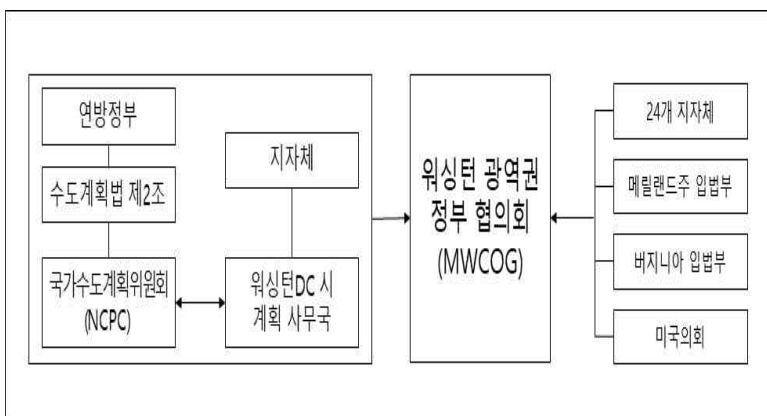 연방정부
수도계획법 제2조
국가수도계획위원회
(NCPC)
지자체
워싱턴DC 시
계획 사무국
워싱턴 광역권
정부 협의회
(MWCOG)
24개 지자체
메릴랜드주 입법부
버지니아 입법부
미국의회